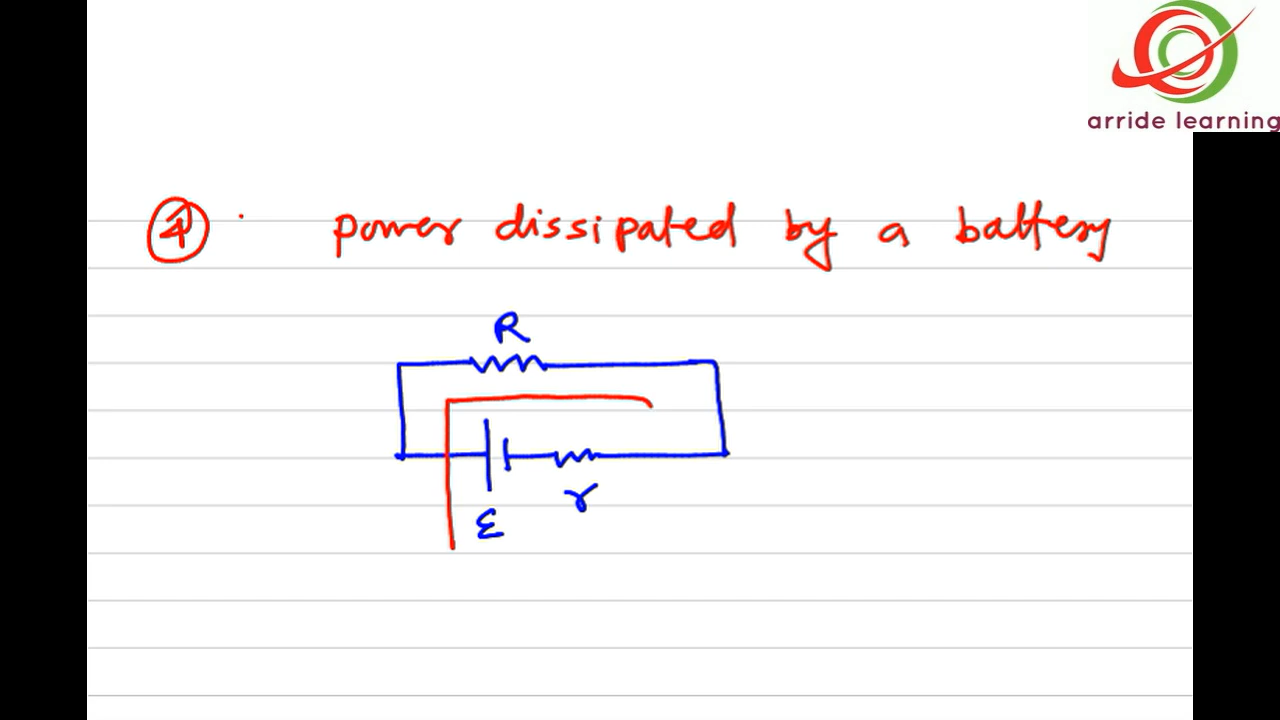 arride learning
④ power dissipated by a battery
R
r
ε